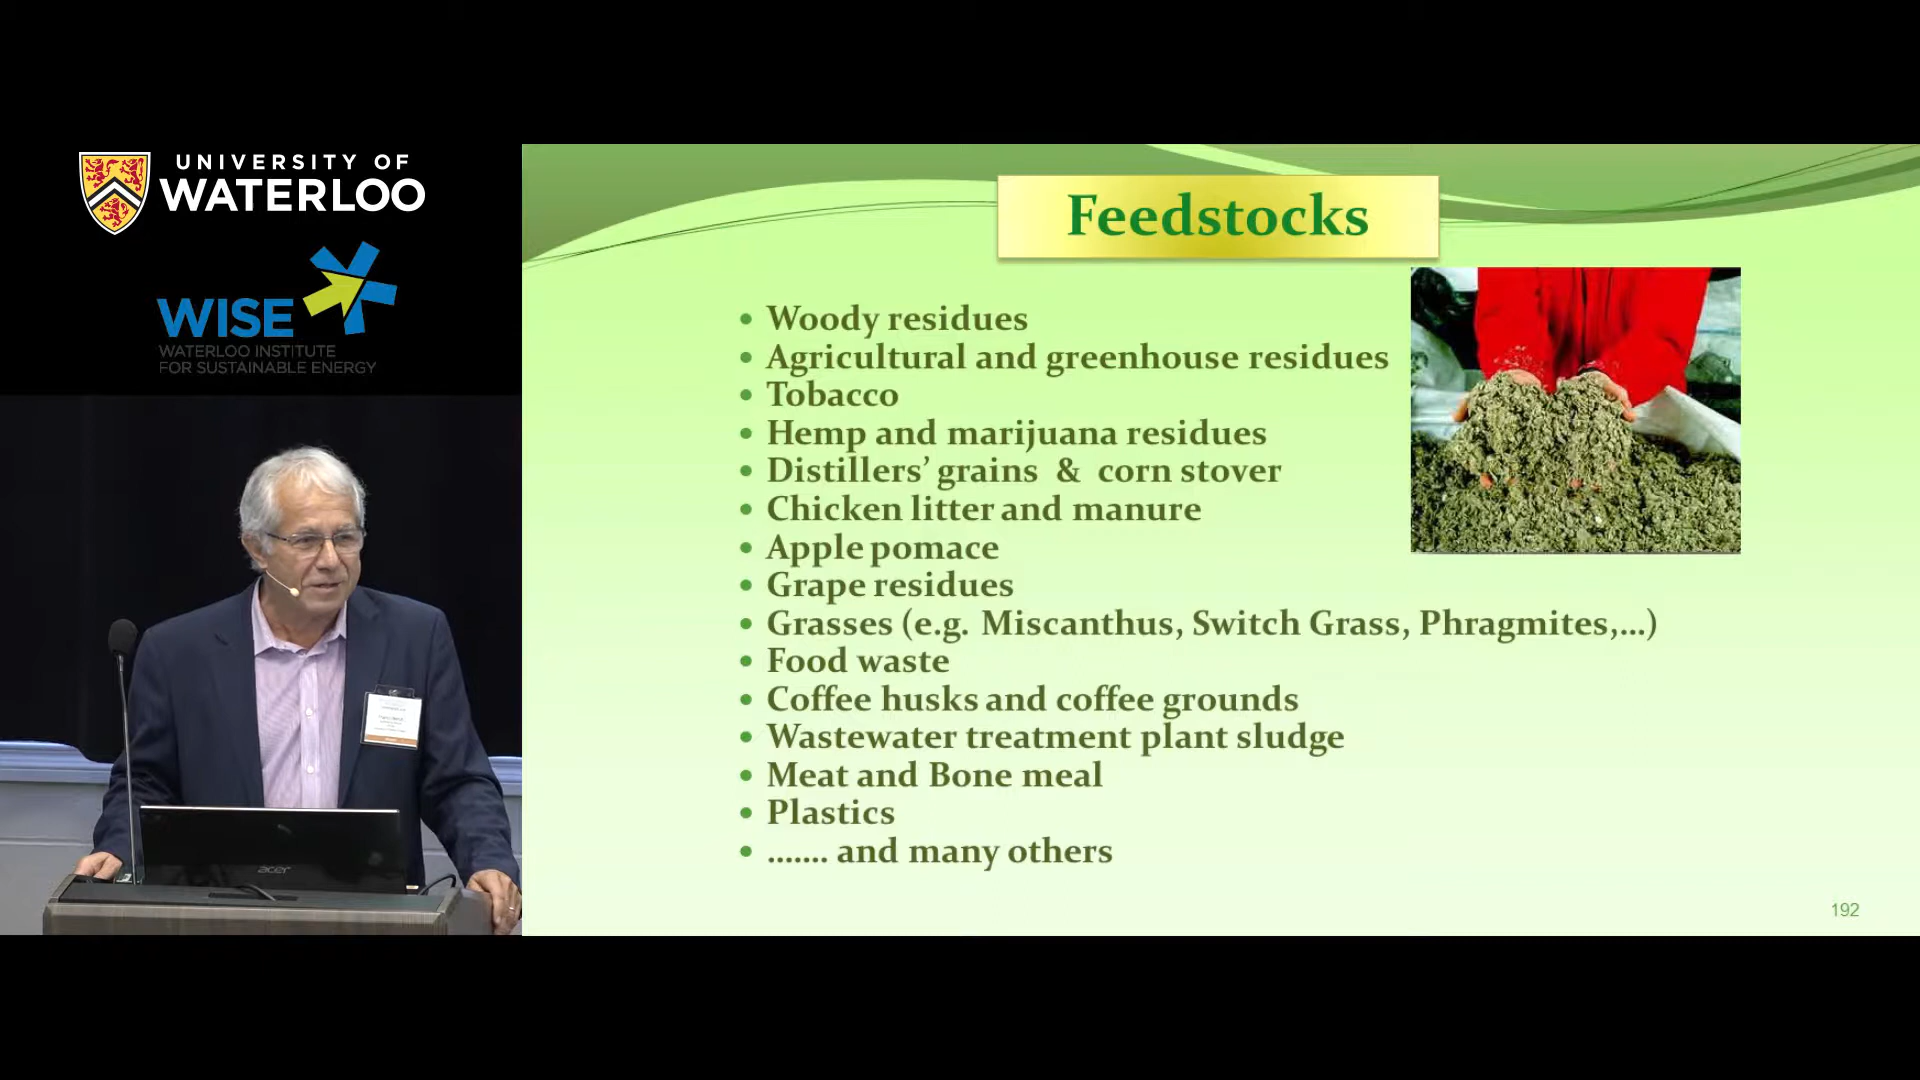 UNIVERSITY OF
WATERLOO
WISE
WATERLOO INSTITUTE
FOR SUSTAINABLE ENERGY
acer
Feedstocks
• Woody residues
• Agricultural and greenhouse residues
• Tobacco
• Hemp and marijuana residues
• Distillers’ grains & corn stover
• Chicken litter and manure
• Apple pomace
• Grape residues
• Grasses (e.g. Miscanthus, Switch Grass, Phragmites,...)
• Food waste
• Coffee husks and coffee grounds
• Wastewater treatment plant sludge
• Meat and Bone meal
• Plastics
• ....... and many others
192